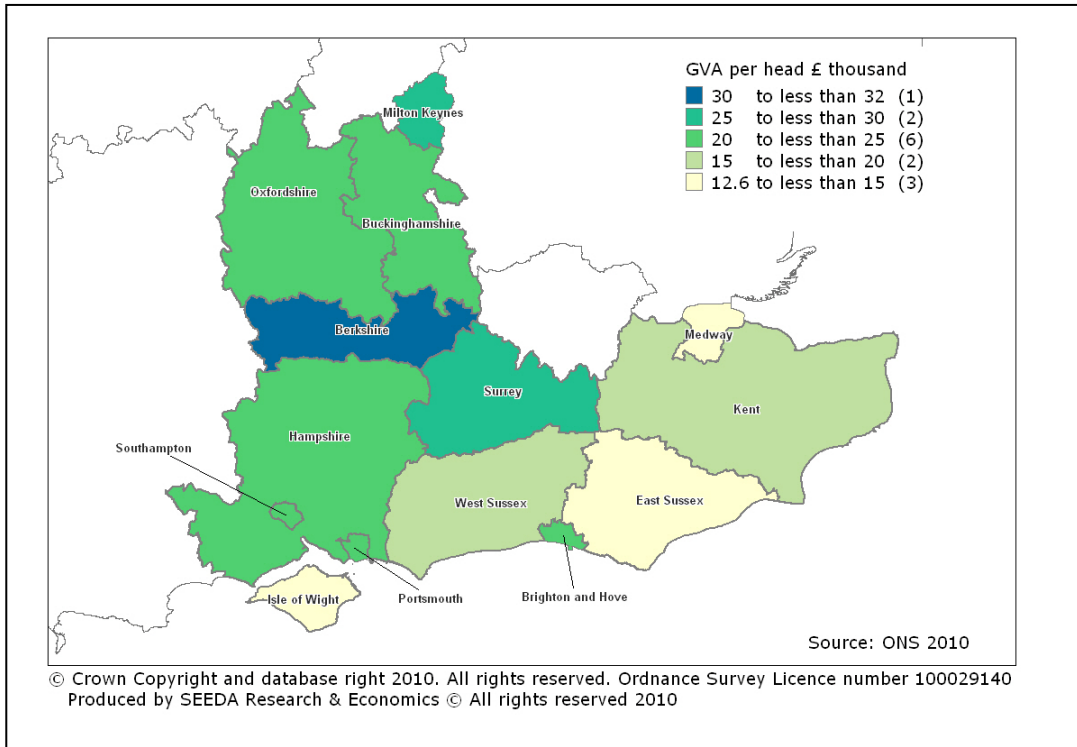 GVA per head £ thousand
30 to less than 32 (1)
25 to less than 30 (2)
20 to less than 25 (6)
15 to less than 20 (2)
12.6 to less than 15 (3)
Milton Keynes
Oxfordshire
Buckinghamshire
Berkshire
Medway
Surrey
Kent
Hampshire
Southampton
West Sussex
East Sussex
Isle of Wight
Portsmouth
Brighton and Hove
Source: ONS 2010
© Crown Copyright and database right 2010. All rights reserved. Ordnance Survey Licence number 100029140
Produced by SEEDA Research & Economics © All rights reserved 2010